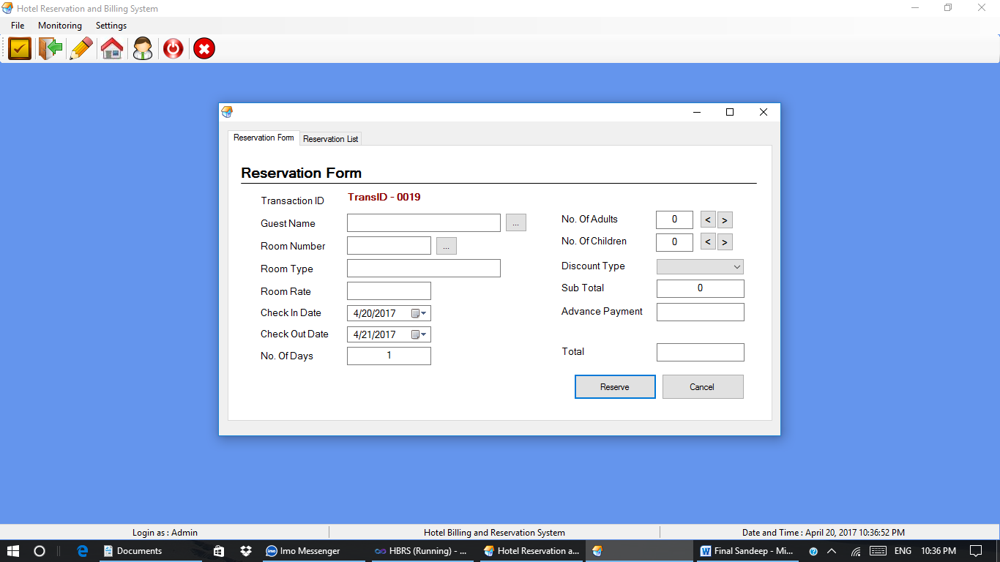 Hotel Reservation and Billing System
File Monitoring Settings
Reservation Form Reservation List
Reservation Form
Transaction ID TransID - 0019
Guest Name ...
Room Number ...
Room Type
Room Rate
Check In Date 4/20/2017
Check Out Date 4/21/2017
No. Of Days 1
No. Of Adults 0 < >
No. Of Children 0 < >
Discount Type
Sub Total 0
Advance Payment
Total
Reserve Cancel
Login as : Admin Hotel Billing and Reservation System Date and Time : April 20, 2017 10:36:52 PM
Documents imo Imo Messenger HBRS (Running) - ... Hotel Reservation a... Final Sandeep - Mi... ENG 10:36 PM